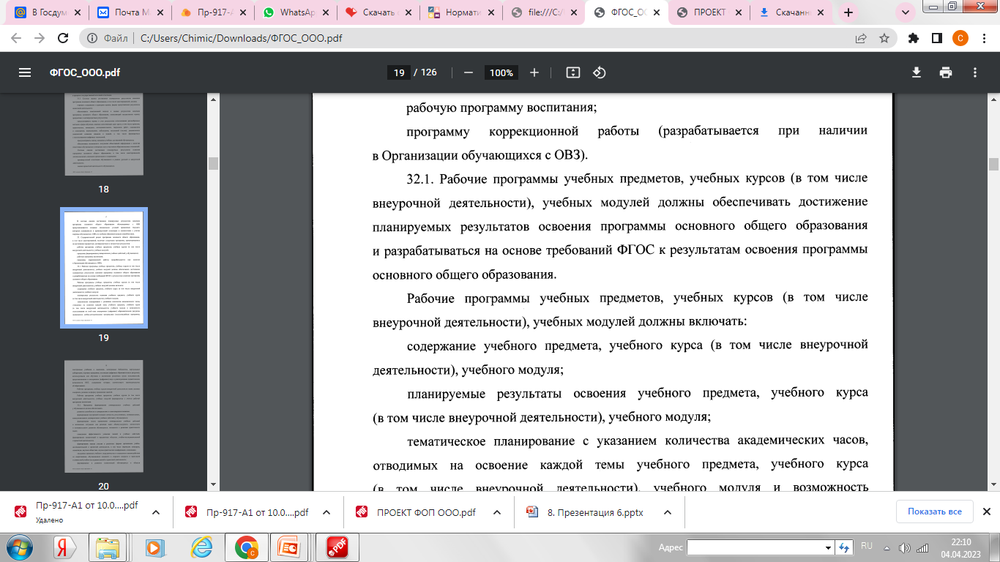 В Госдум
Почта М
Пр-917-А
WhatsAp
Скачать
Нормати
file:///C:/
ФГОС_ОО
ПРОЕКТ
Скачанн
Файл C:/Users/Chimic/Downloads/ФГОС_ООО.pdf
С
ФГОС_ООО.pdf
19 / 126
100%
18
19
20
рабочую программу воспитания;
программу коррекционной работы (разрабатывается при наличии
в Организации обучающихся с ОВЗ).
32.1. Рабочие программы учебных предметов, учебных курсов (в том числе
внеурочной деятельности), учебных модулей должны обеспечивать достижение
планируемых результатов освоения программы основного общего образования
и разрабатываться на основе требований ФГОС к результатам освоения программы
основного общего образования.
Рабочие программы учебных предметов, учебных курсов (в том числе
внеурочной деятельности), учебных модулей должны включать:
содержание учебного предмета, учебного курса (в том числе внеурочной
деятельности), учебного модуля;
планируемые результаты освоения учебного предмета, учебного курса
(в том числе внеурочной деятельности), учебного модуля;
тематическое планирование с указанием количества академических часов,
отводимых на освоение каждой темы учебного предмета, учебного курса
(в том числе внеурочной деятельности), учебного модуля и возможность
Пр-917-А1 от 10.0....pdf
Удалено
Пр-917-А1 от 10.0....pdf
ПРОЕКТ ФОП ООО.pdf
8. Презентация 6.pptx
Показать все
Адрес
RU
22:10
04.04.2023